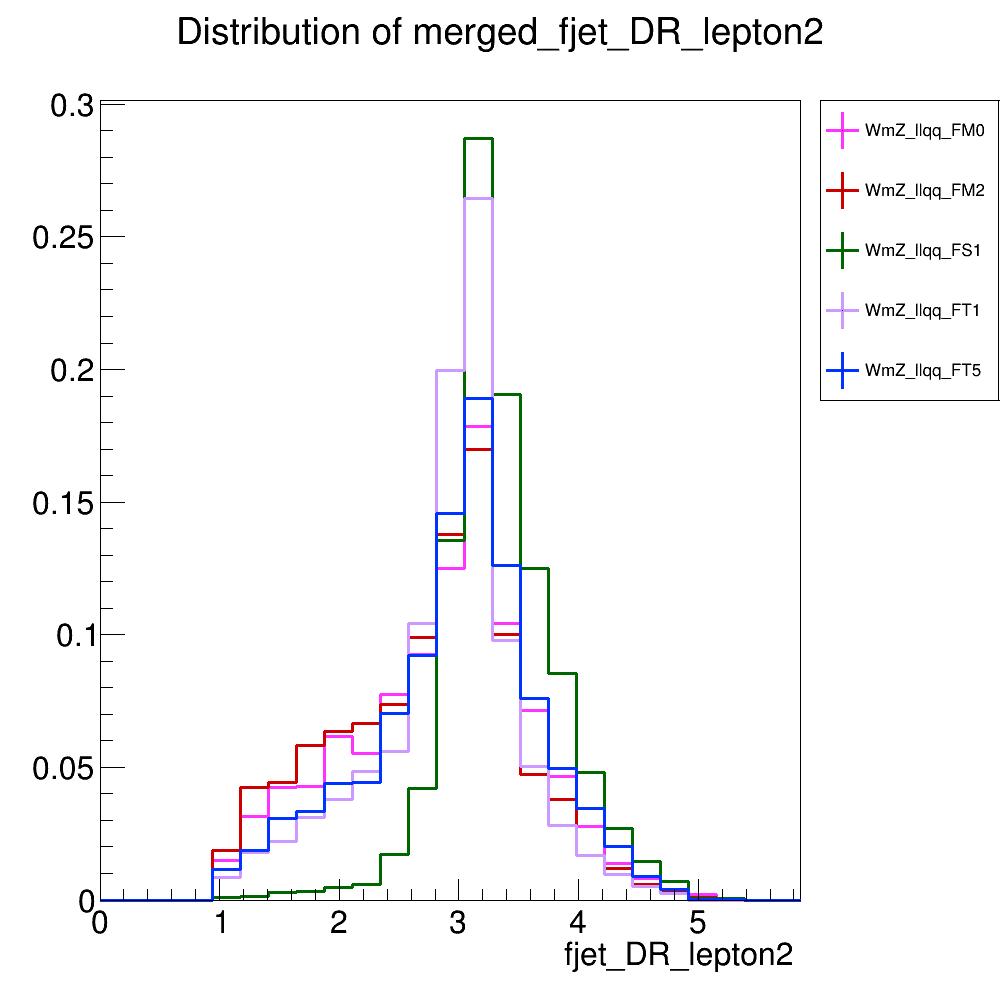 Distribution of merged_fjet_DR_lepton2
0.3
0.25
0.2
0.15
0.1
0.05
0
0 1 2 3 4 5
fjet_DR_lepton2
WmZ_llqq_FM0
WmZ_llqq_FM2
WmZ_llqq_FS1
WmZ_llqq_FT1
WmZ_llqq_FT5